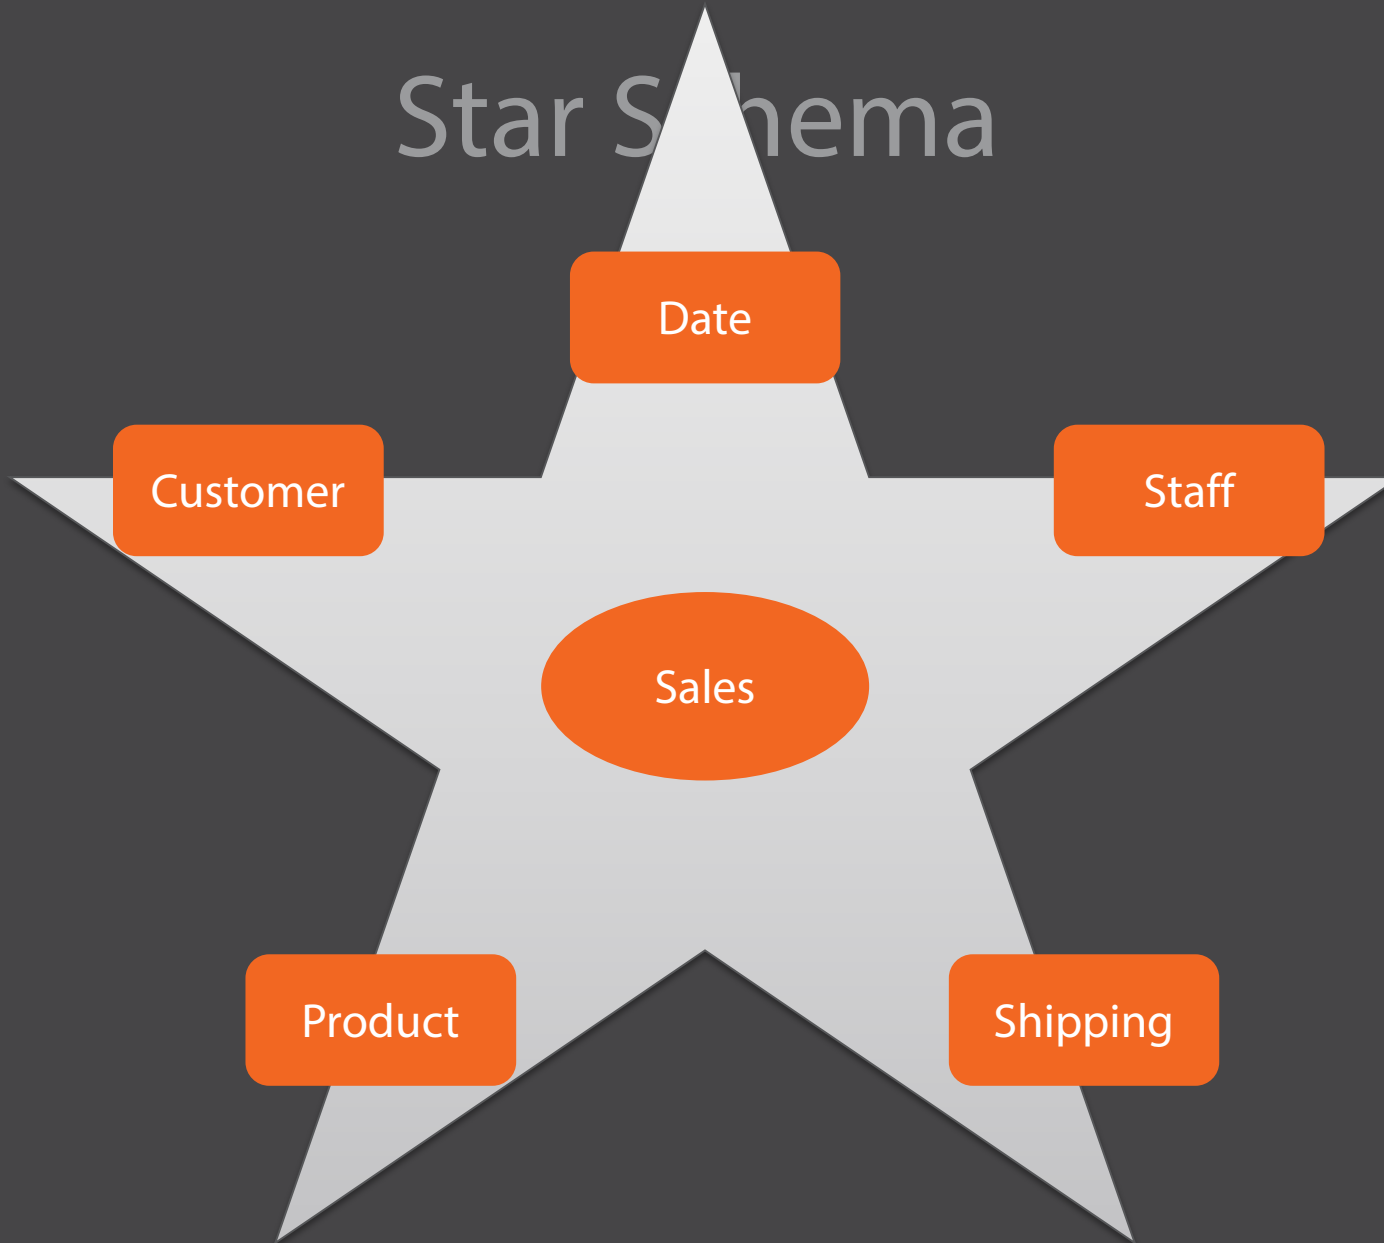 Star Schema
Date
Customer
Staff
Sales
Product
Shipping